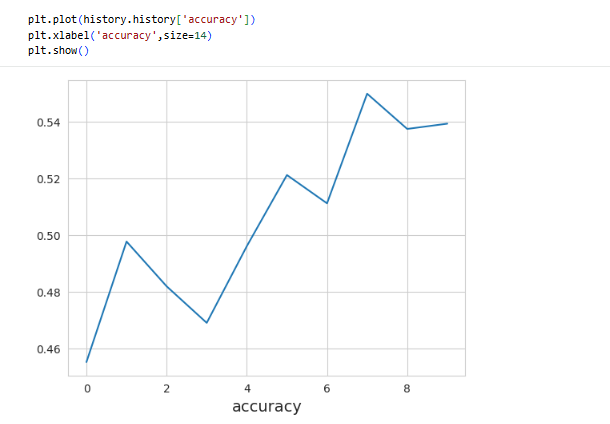 plt.plot(history.history['accuracy'])
plt.xlabel('accuracy',size=14)
plt.show()
0.54
0.52
0.50
0.48
0.46
0 2 4 6 8
accuracy